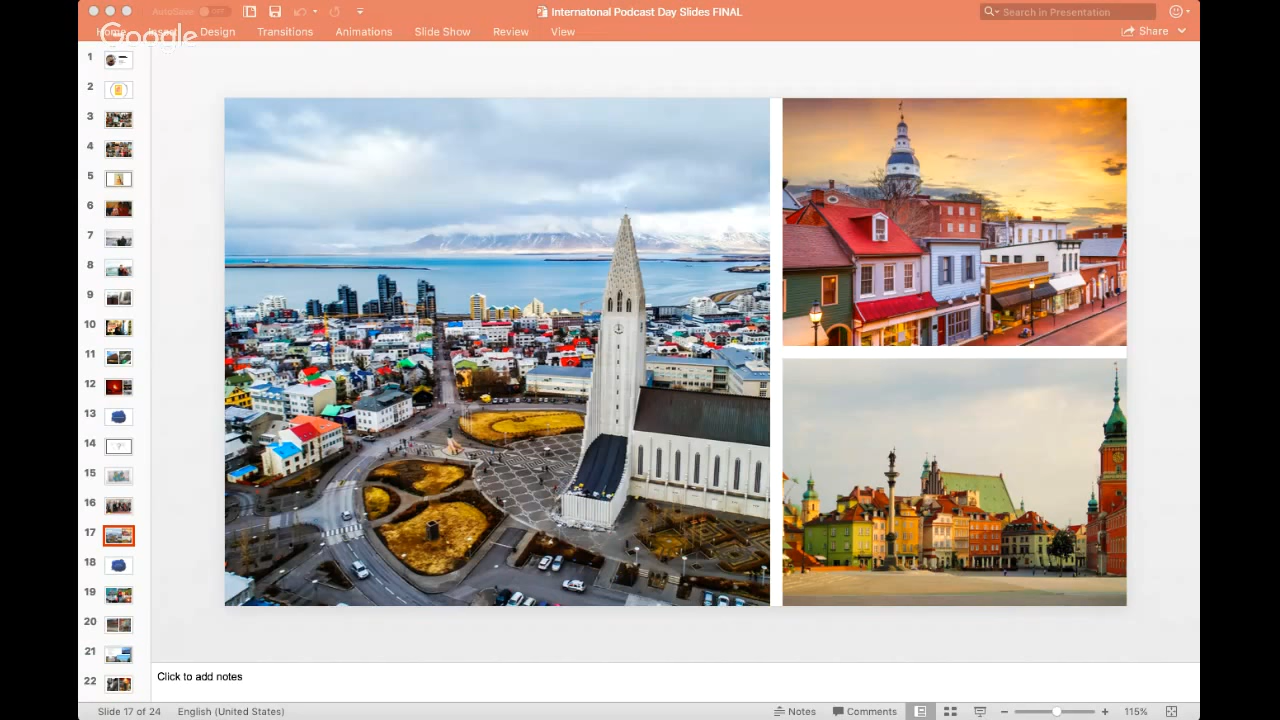 AutoSave OFF
International Podcast Day Slides FINAL
Search in Presentation
Home Insert Design Transitions Animations Slide Show Review View
Google
Share
1
2
3
4
5
6
7
8
9
10
11
12
13
14
15
16
17
18
19
20
21
22
Click to add notes
Slide 17 of 24 English (United States) Notes Comments 115%